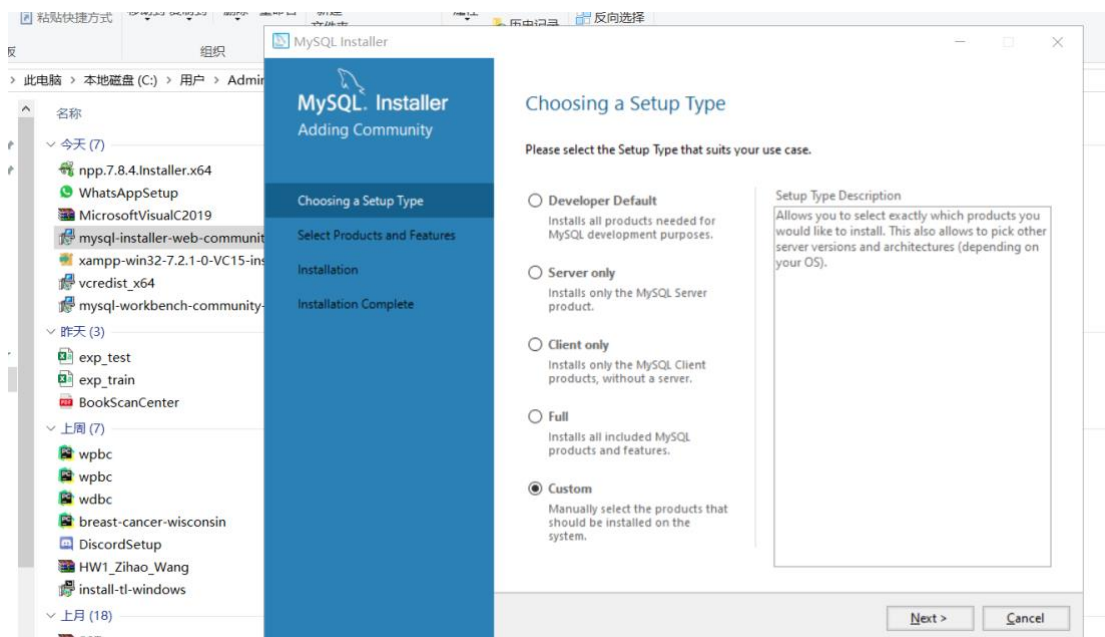 粘贴快捷方式
反向选择
组织
MySQL Installer
> 此电脑 > 本地磁盘 (C:) > 用户 >
名称
今天 (7)
npp.7.8.4.Installer.x64
WhatsAppSetup
MicrosoftVisualC2019
mysql-installer-web-communit
xampp-win32-7.2.1-0-VC15-ins
vcredist_x64
mysql-workbench-community-
昨天 (3)
exp_test
exp_train
BookScanCenter
上周 (7)
wpbc
wpbc
wdbc
breast-cancer-wisconsin
DiscordSetup
HW1_Zihao_Wang
install-tl-windows
上月 (18)
MySQL. Installer
Adding Community
Choosing a Setup Type
Select Products and Features
Installation
Installation Complete
Choosing a Setup Type
Please select the Setup Type that suits your use case.
Developer Default
Installs all products needed for
MySQL development purposes.
Server only
Installs only the MySQL Server
product.
Client only
Installs only the MySQL Client
products, without a server.
Full
Installs all included MySQL
products and features.
Custom
Manually select the products that
should be installed on the
system.
Setup Type Description
Allows you to select exactly which products you
would like to install. This also allows to pick other
server versions and architectures (depending on
your OS).
Next >
Cancel